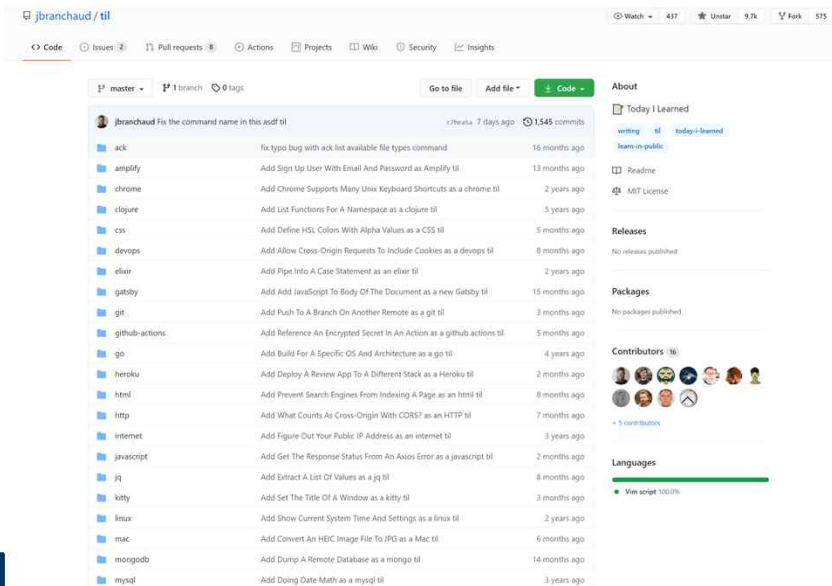 jbranchaud / til
Watch 437 Unstar 9.7k Fork 575
Code Issues 2 Pull requests 8 Actions Projects Wiki Security Insights
master 1 branch 0 tags Go to file Add file Code
jbranchaud Fix the command name in this asdf til 7 days ago 1,545 commits
ack fix typo bug with ack list available file types command 16 months ago
amplify Add Sign Up User With Email And Password as Amplify til 13 months ago
chrome Add Chrome Supports Many Unix Keyboard Shortcuts as a chrome til 2 years ago
clojure Add List Functions For A Namespace as a clojure til 5 years ago
css Add Define HSL Colors With Alpha Values as a CSS til 5 months ago
devops Add Allow Cross-Origin Requests To Include Cookies as a devops til 8 months ago
elixir Add Pipe Into A Case Statement as an elixir til 2 years ago
gatsby Add Add JavaScript To Body Of The Document as a new Gatsby til 15 months ago
git Add Push To A Branch On Another Remote as a git til 3 months ago
github-actions Add Reference An Encrypted Secret In An Action as a github actions til 5 months ago
go Add Build For A Specific OS And Architecture as a go til 4 years ago
heroku Add Deploy A Review App To A Different Stack as a Heroku til 2 months ago
html Add Prevent Search Engines From Indexing A Page as an html til 8 months ago
http Add What Counts As Cross-Origin With CORS? as an HTTP til 7 months ago
internet Add Figure Out Your Public IP Address as an internet til 3 years ago
javascript Add Get The Response Status From An Axios Error as a javascript til 2 months ago
jq Add Extract A List Of Values as a jq til 8 months ago
kitty Add Set The Title Of A Window as a kitty til 3 months ago
linux Add Show Current System Time And Settings as a linux til 2 years ago
mac Add Convert An HEIC Image File To JPG as a Mac til 6 months ago
mongodb Add Dump A Remote Database as a mongo til 14 months ago
mysql Add Doing Date Math as a mysql til 3 years ago
About
Today I Learned
writing til today-i-learned
learn-in-public
Readme
MIT License
Releases
No releases published
Packages
No packages published
Contributors 16
+ 5 contributors
Languages
Vim script 100.0%